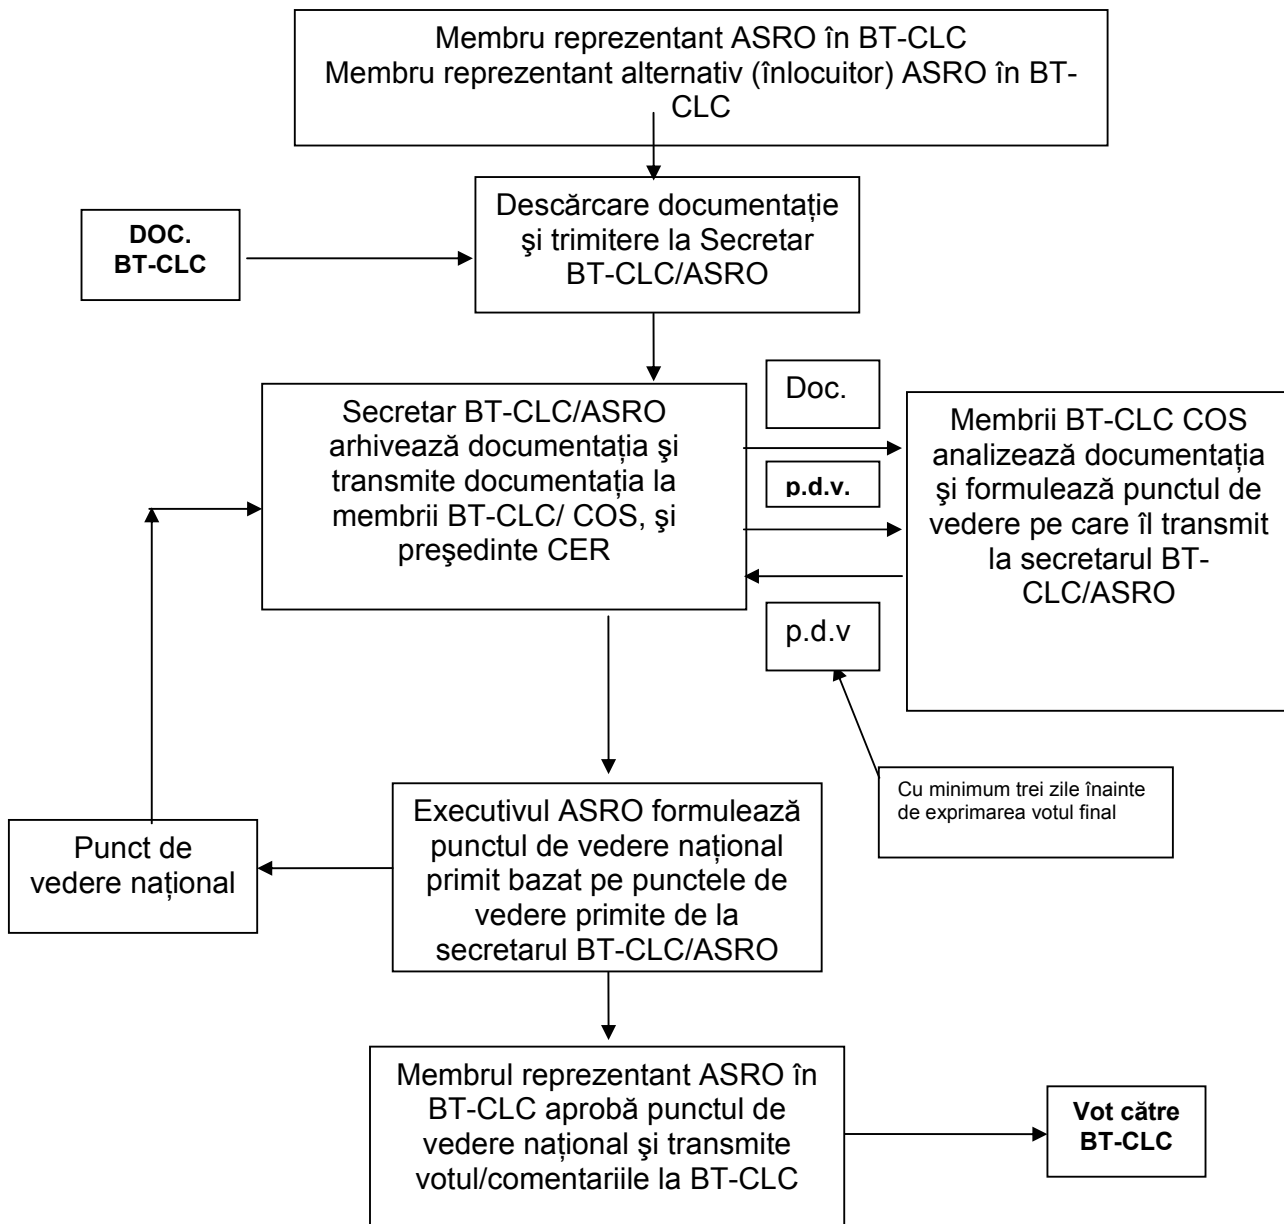 Membru reprezentant ASRO în BT-CLC
Membru reprezentant alternativ (înlocuitor) ASRO în BT-
CLC
Descărcare documentație
şi trimitere la Secretar
BT-CLC/ASRO
DOC.
BT-CLC
Secretar BT-CLC/ASRO
arhivează documentația şi
transmite documentația la
membrii BT-CLC/ COS, şi
preşedinte CER
Doc.
p.d.v.
p.d.v
Membrii BT-CLC COS
analizează documentația
şi formulează punctul de
vedere pe care îl transmit
la secretarul BT-
CLC/ASRO
Cu minimum trei zile înainte
de exprimarea votul final
Executivul ASRO formulează
punctul de vedere național
primit bazat pe punctele de
vedere primite de la
secretarul BT-CLC/ASRO
Punct de
vedere național
Membrul reprezentant ASRO în
BT-CLC aprobă punctul de
vedere național şi transmite
votul/comentariile la BT-CLC
Vot către
BT-CLC